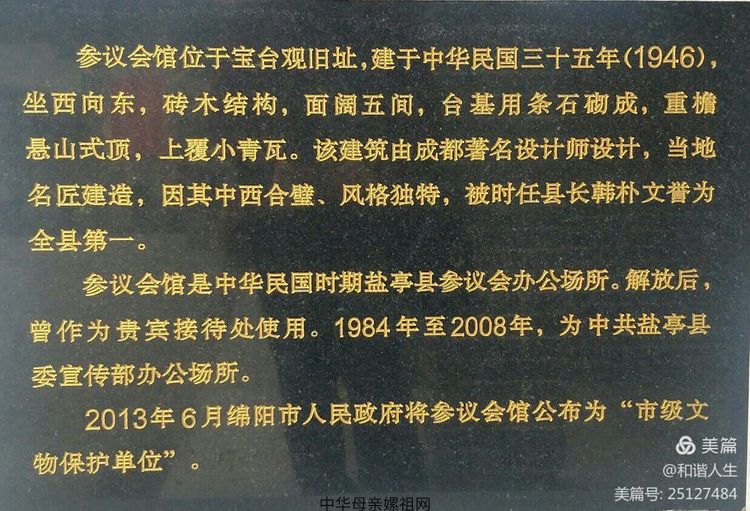 参议会馆位于宝台观旧址，建于中华民国三十五年(1946)，
坐西向东，砖木结构，面阔五间，台基用条石砌成，重檐
悬山式顶，上覆小青瓦。该建筑由成都著名设计师设计，当地
名匠建造，因其中西合璧、风格独特，被时任县长韩朴文誉为
全县第一。
参议会馆是中华民国时期盐亭县参议会办公场所。解放后，
曾作为贵宾接待处使用。1984年至2008年，为中共盐亭县
委宣传部办公场所。
2013年6月绵阳市人民政府将参议会馆公布为“市级文
物保护单位”。
美篇
@和谐人生
美篇号: 25127484
中华母亲嫘祖网